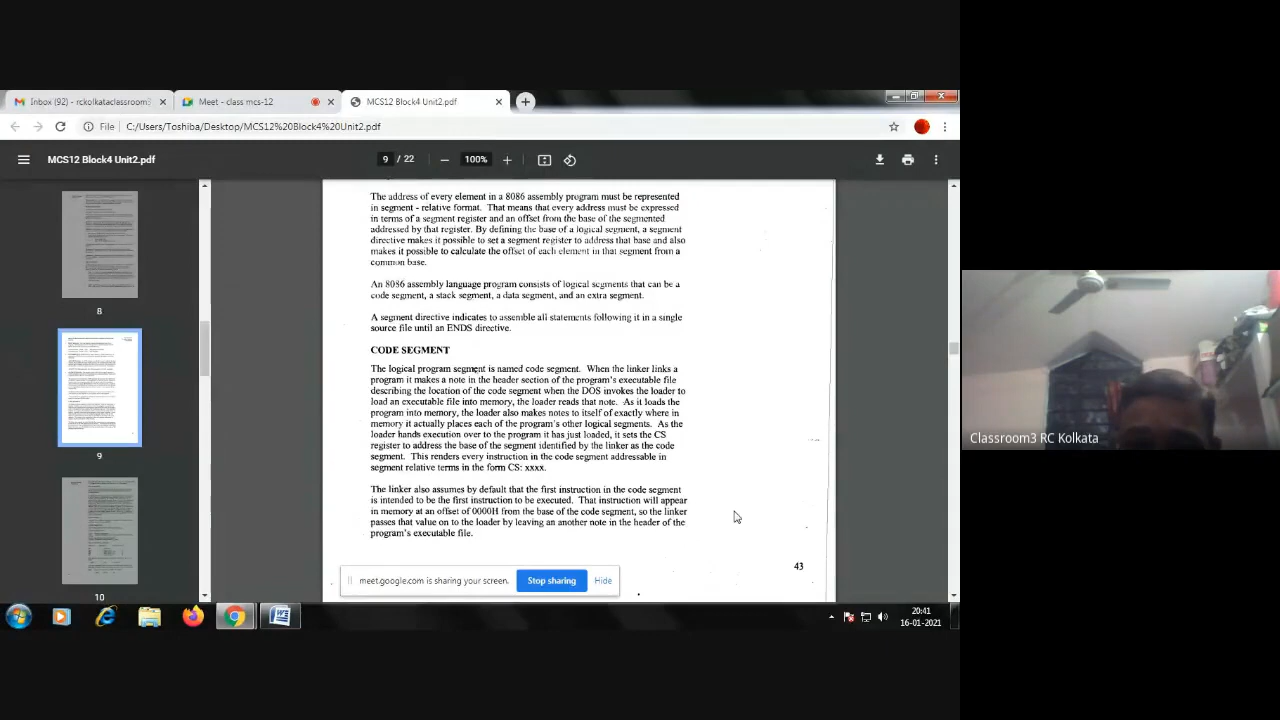 Inbox (92) - rckolkataclassroom3
Meet - class mcs-12
MCS12 Block4 Unit2.pdf
File
C:/Users/Toshiba/Desktop/MCS12%20Block4%20Unit2.pdf
MCS12 Block4 Unit2.pdf
9 / 22
100%
8
9
10
The address of every element in a 8086 assembly program must be represented
in segment - relative format. That means that every address must be expressed
in terms of a segment register and an offset from the base of the segmented
addressed by that register. By defining the base of a logical segment, a segment
directive makes it possible to set a segment register to address that base and also
makes it possible to calculate the offset of each element in that segment from a
common base.
An 8086 assembly language program consists of logical segments that can be a
code segment, a stack segment, a data segment, and an extra segment.
A segment directive indicates to assemble all statements following it in a single
source file until an ENDS directive.
CODE SEGMENT
The logical program segment is named code segment. When the linker links a
program it makes a note in the header section of the program's executable file
describing the location of the code segment when the DOS invokes the loader to
load an executable file into memory, the loader reads that note. As it loads the
program into memory, the loader also makes notes to itself of exactly where in
memory it actually places each of the program's other logical segments. As the
loader hands execution over to the program it has just loaded, it sets the CS
register to address the base of the segment identified by the linker as the code
segment. This renders every instruction in the code segment addressable in
segment relative terms in the form CS: xxxx.
The linker also assumes by default that the first instruction in the code segment
is intended to be the first instruction to be executed. That instruction will appear
in memory at an offset of 0000H from the base of the code segment, so the linker
passes that value on to the loader by leaving an another note in the header of the
program's executable file.
43
meet.google.com is sharing your screen.
Stop sharing
Hide
20:41
16-01-2021
Classroom3 RC Kolkata